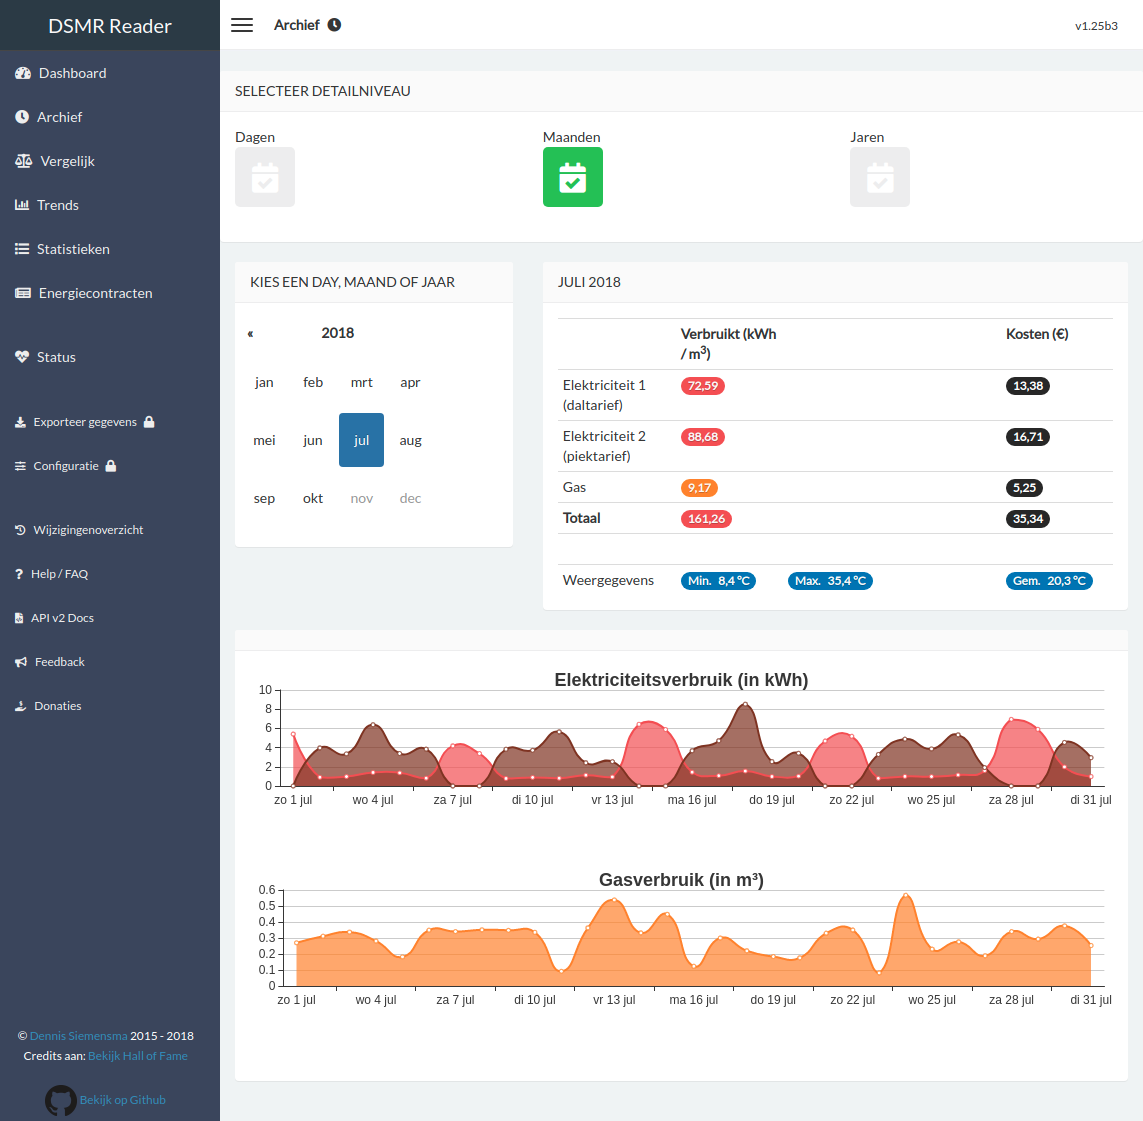 DSMR Reader
Archief
v1.25b3
Dashboard
Archief
Vergelijk
Trends
Statistieken
Energiecontracten
Status
Exporteer gegevens
Configuratie
Wijzigingenoverzicht
? Help / FAQ
API v2 Docs
Feedback
Donaties
© Dennis Siemensma 2015 - 2018
Credits aan: Bekijk Hall of Fame
Bekijk op Github
SELECTEER DETAILNIVEAU
Dagen Maanden Jaren
KIES EEN DAY, MAAND OF JAAR
« 2018
jan feb mrt apr
mei jun jul aug
sep okt nov dec
JULI 2018
Verbruikt (kWh Kosten (€)
/ m³)
Elektriciteit 1 72,59 13,38
(daltarief)
Elektriciteit 2 88,68 16,71
(piektarief)
Gas 9,17 5,25
Totaal 161,26 35,34
Weergegevens Min. 8,4 °C Max. 35,4 °C Gem. 20,3 °C
Elektriciteitsverbruik (in kWh)
10
8
6
4
2
0
zo 1 jul wo 4 jul za 7 jul di 10 jul vr 13 jul ma 16 jul do 19 jul zo 22 jul wo 25 jul za 28 jul di 31 jul
Gasverbruik (in m³)
0.6
0.5
0.4
0.3
0.2
0.1
0
zo 1 jul wo 4 jul za 7 jul di 10 jul vr 13 jul ma 16 jul do 19 jul zo 22 jul wo 25 jul za 28 jul di 31 jul